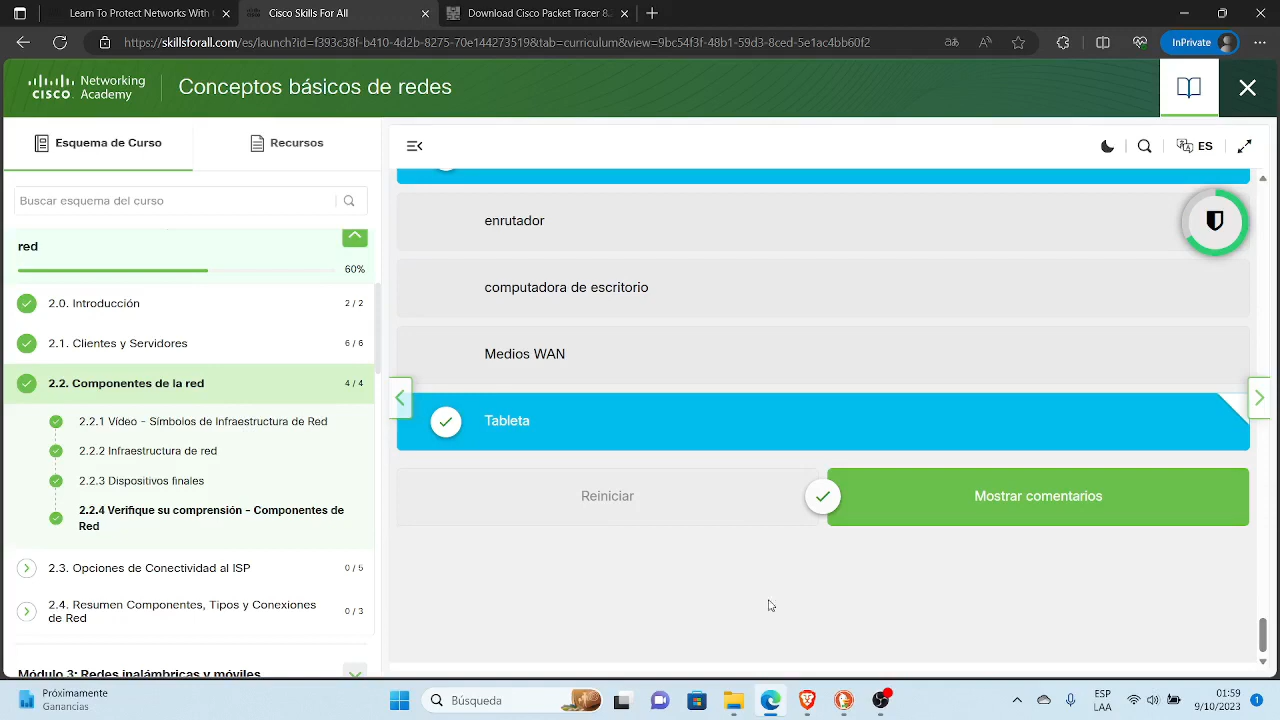 Learn To Protect Networks With
Cisco Skills For All
Download Cisco Packet Tracer 8.
https://skillsforall.com/es/launch?id=f393c38f-b410-4d2b-8275-70c1442f7519&tab=curriculum&view=9bc54f3f-48b1-59d3-8ced-5e1ac4bb60f2
InPrivate
CISCO Networking Academy
Conceptos básicos de redes
Esquema de Curso
Recursos
ES
Buscar esquema del curso
red
60%
2.0. Introducción
2 / 2
2.1. Clientes y Servidores
6 / 6
2.2. Componentes de la red
4 / 4
2.2.1 Vídeo - Símbolos de Infraestructura de Red
2.2.2 Infraestructura de red
2.2.3 Dispositivos finales
2.2.4 Verifique su comprensión - Componentes de
Red
2.3. Opciones de Conectividad al ISP
0 / 5
2.4. Resumen Componentes, Tipos y Conexiones
de Red
0 / 3
Módulo 3: Redes inalámbricas y móviles
enrutador
computadora de escritorio
Medios WAN
Tableta
Reiniciar
Mostrar comentarios
Próximamente
Ganancias
Búsqueda
ESP
LAA
01:59
9/10/2023
1